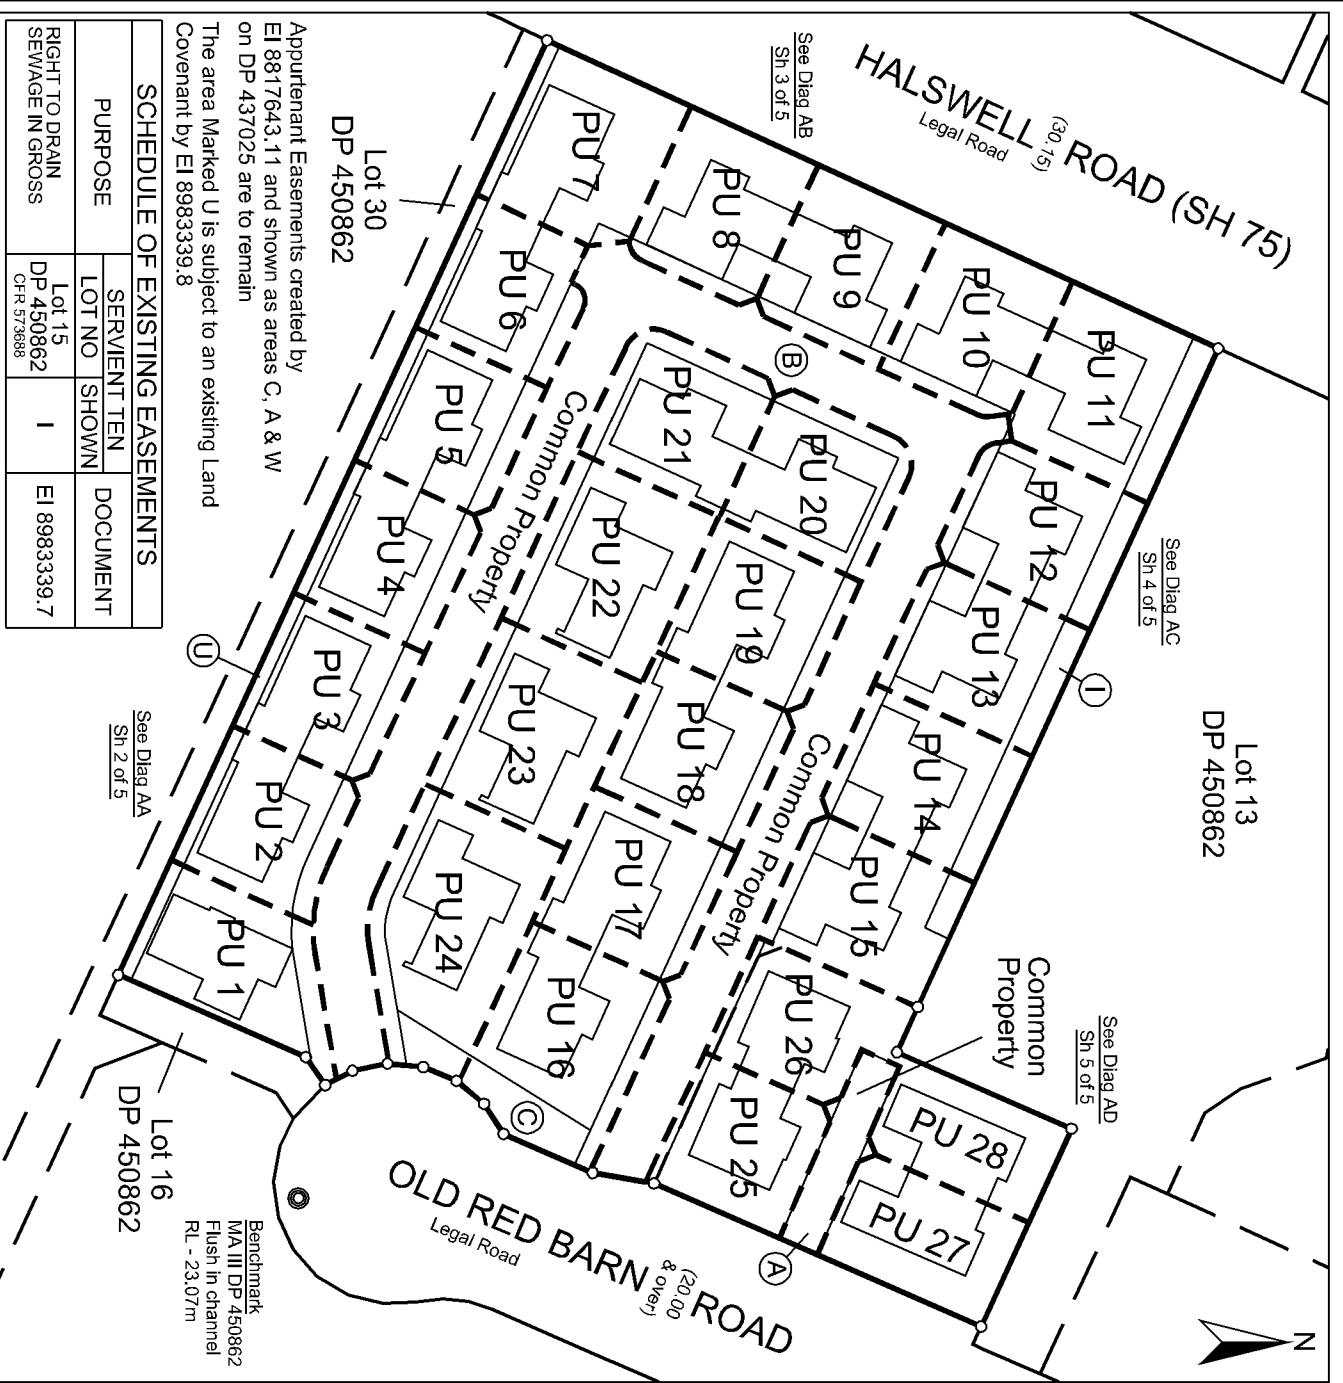 HALSWELL ROAD (SH 75)
(30.15)
Legal Road
See Diag AB
Sh 3 of 5
See Diag AC
Sh 4 of 5
Lot 13
DP 450862
See Diag AD
Sh 5 of 5
Common
Property
N
PU 7
PU 8
PU 9
PU 10
PU 11
PU 6
PU 5
PU 4
PU 3
PU 2
PU 1
B
PU 21
PU 20
PU 12
PU 13
PU 14
PU 15
I
PU 22
PU 19
PU 23
PU 18
PU 24
PU 17
PU 16
PU 26
PU 25
PU 28
PU 27
Common Property
Common Property
A
C
U
OLD RED BARN ROAD
(20.00
& over)
Legal Road
Lot 30
DP 450862
Lot 16
DP 450862
See Diag AA
Sh 2 of 5
Benchmark
MA III DP 450862
Flush in channel
RL - 23.07m
Appurtenant Easements created by
EI 8817643.11 and shown as areas C, A & W
on DP 437025 are to remain
The area Marked U is subject to an existing Land
Covenant by EI 8983339.8
SCHEDULE OF EXISTING EASEMENTS
PURPOSE
SERVIENT TEN
LOT NO
SHOWN
DOCUMENT
RIGHT TO DRAIN
SEWAGE IN GROSS
Lot 15
DP 450862
CFR 573688
I
EI 8983339.7